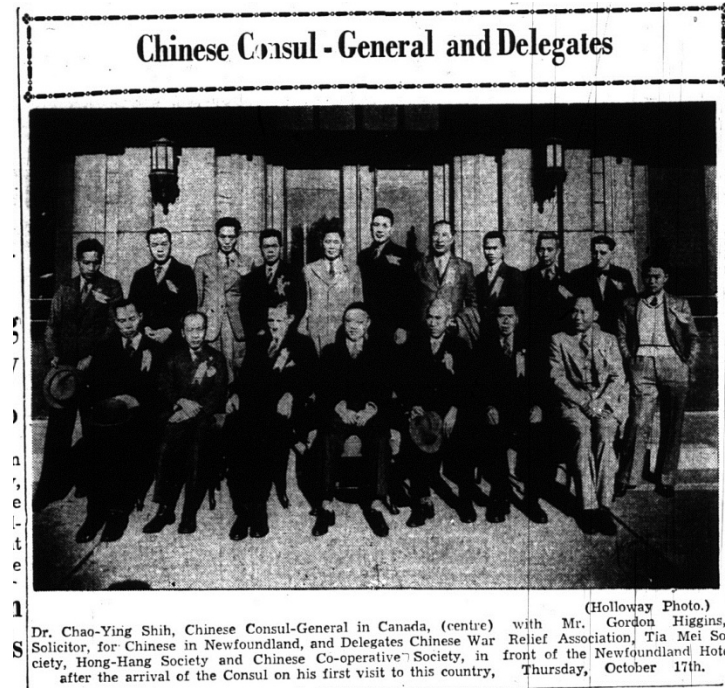 Chinese Consul - General and Delegates
(Holloway Photo.)
Dr. Chao-Ying Shih, Chinese Consul-General in Canada, (centre) with Mr. Gordon Higgins,
Solicitor, for Chinese in Newfoundland, and Delegates Chinese War Relief Association, Tia Mei So
ciety, Hong-Hang Society and Chinese Co-operative Society, in front of the Newfoundland Hote
after the arrival of the Consul on his first visit to this country, Thursday, October 17th.